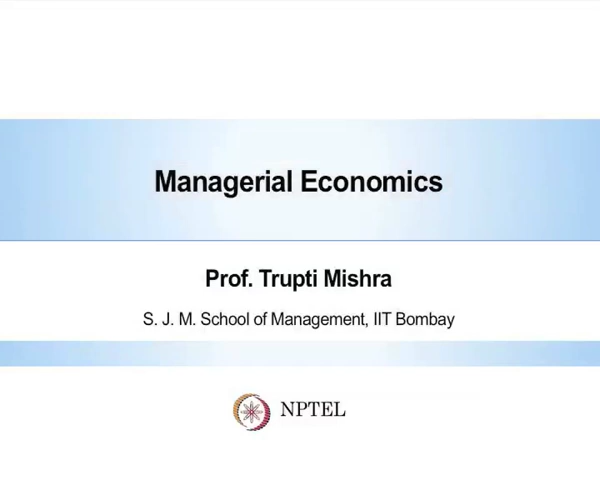 Managerial Economics
Prof. Trupti Mishra
S. J. M. School of Management, IIT Bombay
NPTEL